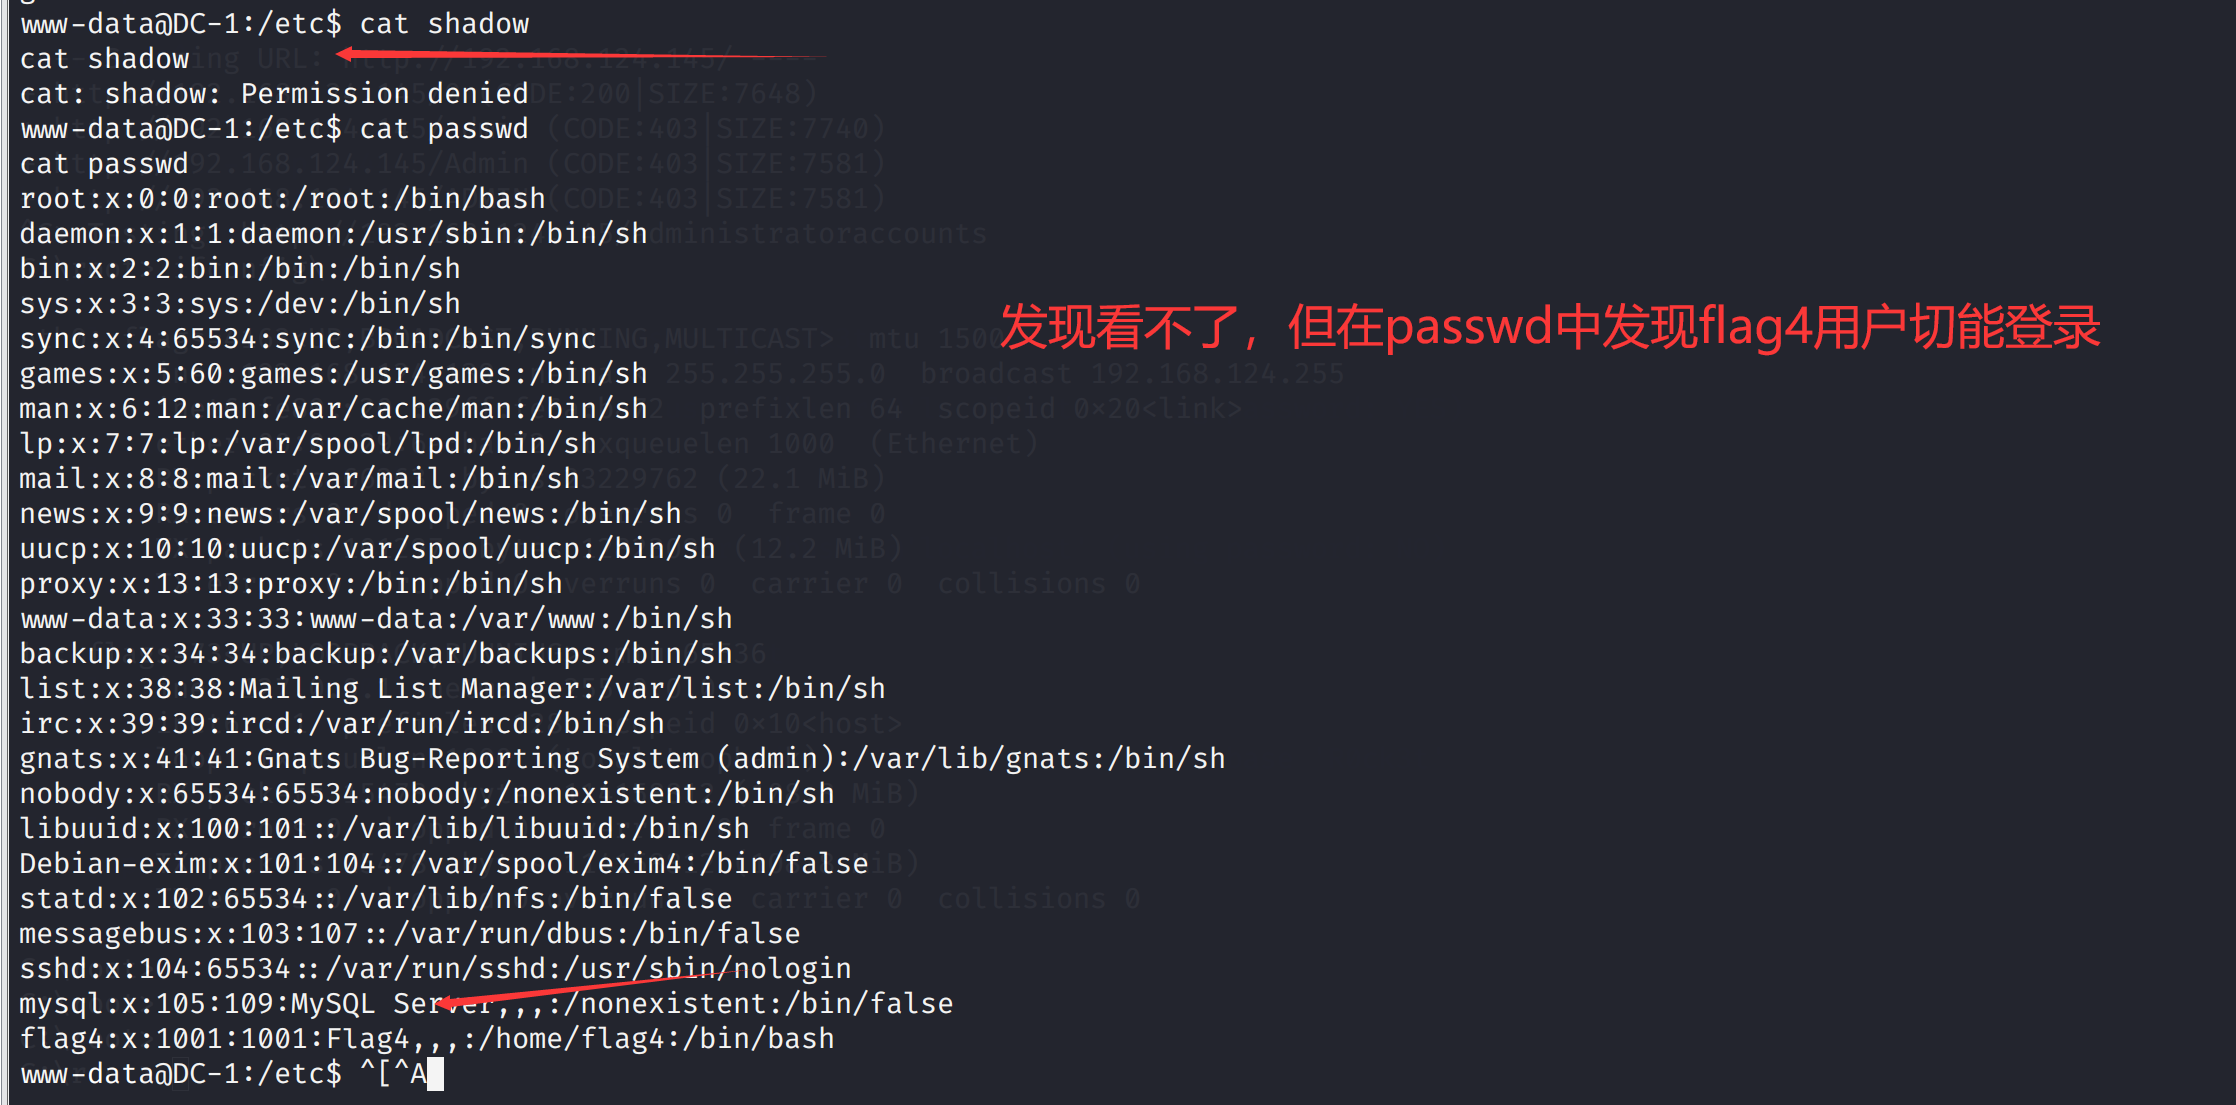 www-data@DC-1:/etc$ cat shadow
cat shadow
cat: shadow: Permission denied
www-data@DC-1:/etc$ cat passwd
cat passwd
root:x:0:0:root:/root:/bin/bash
daemon:x:1:1:daemon:/usr/sbin:/bin/sh
bin:x:2:2:bin:/bin:/bin/sh
sys:x:3:3:sys:/dev:/bin/sh
发现看不了，但在passwd中发现flag4用户切能登录
sync:x:4:65534:sync:/bin:/bin/sync
games:x:5:60:games:/usr/games:/bin/sh
man:x:6:12:man:/var/cache/man:/bin/sh
lp:x:7:7:lp:/var/spool/lpd:/bin/sh
mail:x:8:8:mail:/var/mail:/bin/sh
news:x:9:9:news:/var/spool/news:/bin/sh
uucp:x:10:10:uucp:/var/spool/uucp:/bin/sh
proxy:x:13:13:proxy:/bin:/bin/sh
www-data:x:33:33:www-data:/var/www:/bin/sh
backup:x:34:34:backup:/var/backups:/bin/sh
list:x:38:38:Mailing List Manager:/var/list:/bin/sh
irc:x:39:39:ircd:/var/run/ircd:/bin/sh
gnats:x:41:41:Gnats Bug-Reporting System (admin):/var/lib/gnats:/bin/sh
nobody:x:65534:65534:nobody:/nonexistent:/bin/sh
libuuid:x:100:101::/var/lib/libuuid:/bin/sh
Debian-exim:x:101:104::/var/spool/exim4:/bin/false
statd:x:102:65534::/var/lib/nfs:/bin/false
messagebus:x:103:107::/var/run/dbus:/bin/false
sshd:x:104:65534::/var/run/sshd:/usr/sbin/nologin
mysql:x:105:109:MySQL Server,,,:/nonexistent:/bin/false
flag4:x:1001:1001:Flag4,,,:/home/flag4:/bin/bash
www-data@DC-1:/etc$ ^[^A